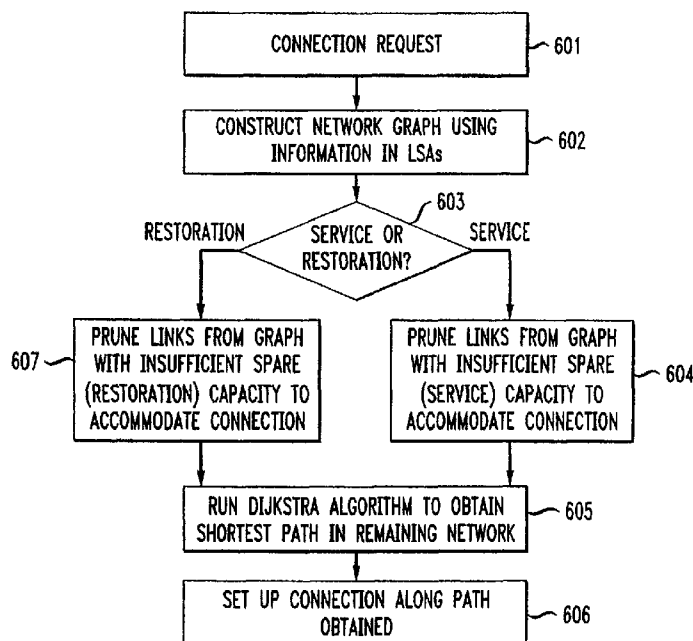 CONNECTION REQUEST
601
CONSTRUCT NETWORK GRAPH USING
INFORMATION IN LSAs
602
603
RESTORATION
SERVICE OR
RESTORATION?
SERVICE
607
PRUNE LINKS FROM GRAPH
WITH INSUFFICIENT SPARE
(RESTORATION) CAPACITY TO
ACCOMMODATE CONNECTION
PRUNE LINKS FROM GRAPH
WITH INSUFFICIENT SPARE
(SERVICE) CAPACITY TO
ACCOMMODATE CONNECTION
604
RUN DIJKSTRA ALGORITHM TO OBTAIN
SHORTEST PATH IN REMAINING NETWORK
605
SET UP CONNECTION ALONG PATH
OBTAINED
606